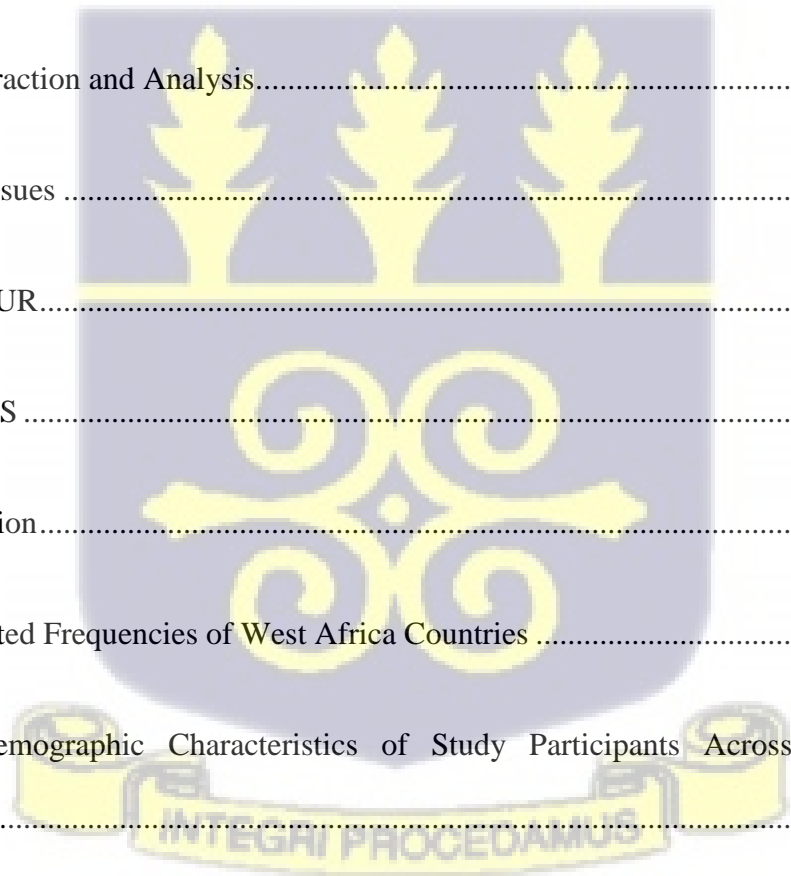 raction and Analysis..................................................................
sues ..........................................................................................
UR.............................................................................................
S ...............................................................................................
ion.............................................................................................
ted Frequencies of West Africa Countries ................................
emographic Characteristics of Study Participants Across
..................................................................................................
INTEGRI PROCEDAMUS